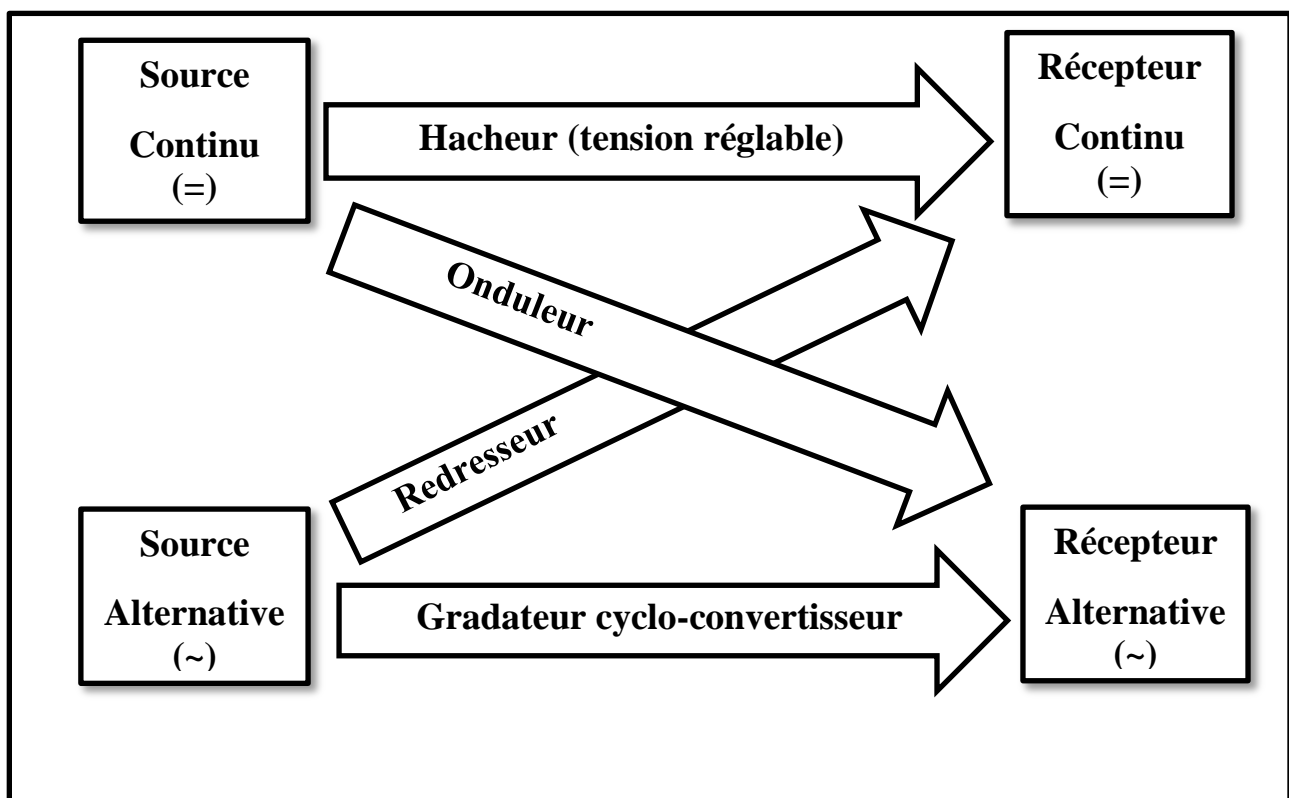 Source
Continu
(=)
Hacheur (tension réglable)
Récepteur
Continu
(=)
Onduleur
Redresseur
Source
Alternative
(~)
Gradateur cyclo-convertisseur
Récepteur
Alternative
(~)